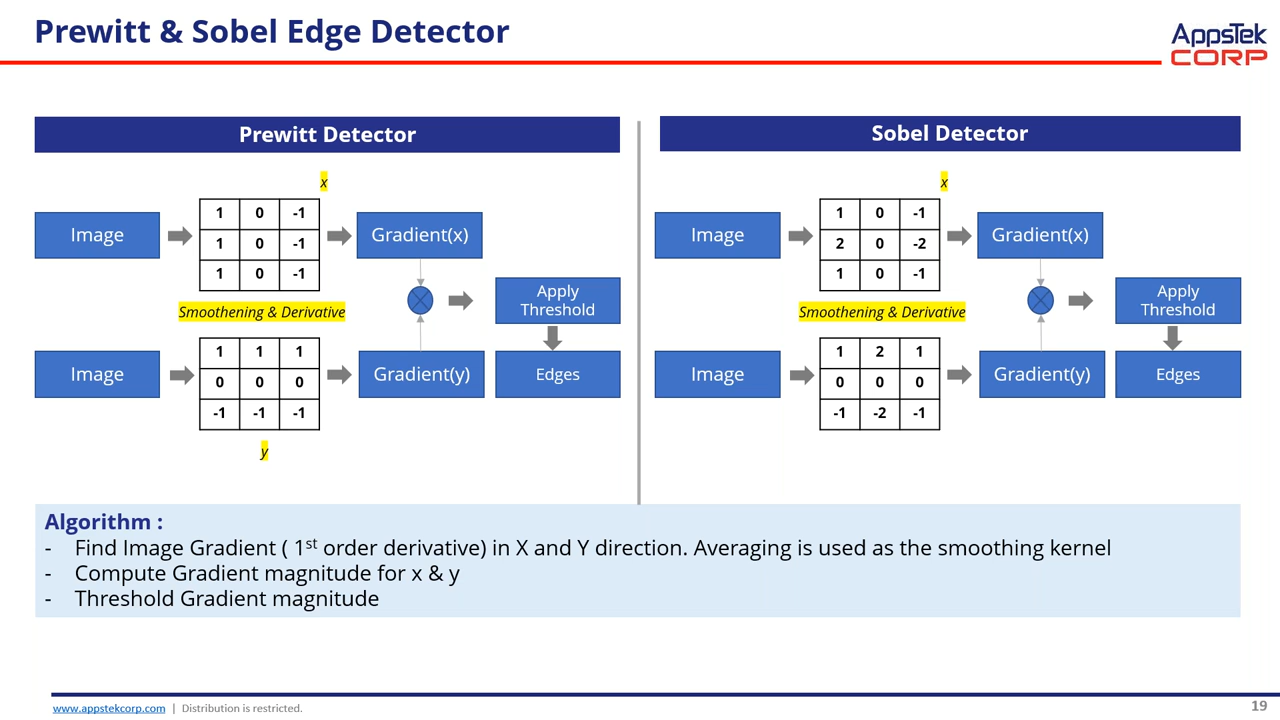 Prewitt & Sobel Edge Detector
AppsTek
CORP
Prewitt Detector
x
Image
1 0 -1
1 0 -1
1 0 -1
Gradient(x)
Smoothening & Derivative
Apply
Threshold
Image
1 1 1
0 0 0
-1 -1 -1
Gradient(y)
Edges
y
Sobel Detector
x
Image
1 0 -1
2 0 -2
1 0 -1
Gradient(x)
Smoothening & Derivative
Apply
Threshold
Image
1 2 1
0 0 0
-1 -2 -1
Gradient(y)
Edges
Algorithm :
- Find Image Gradient ( 1st order derivative) in X and Y direction. Averaging is used as the smoothing kernel
- Compute Gradient magnitude for x & y
- Threshold Gradient magnitude
www.appstekcorp.com | Distribution is restricted.
19